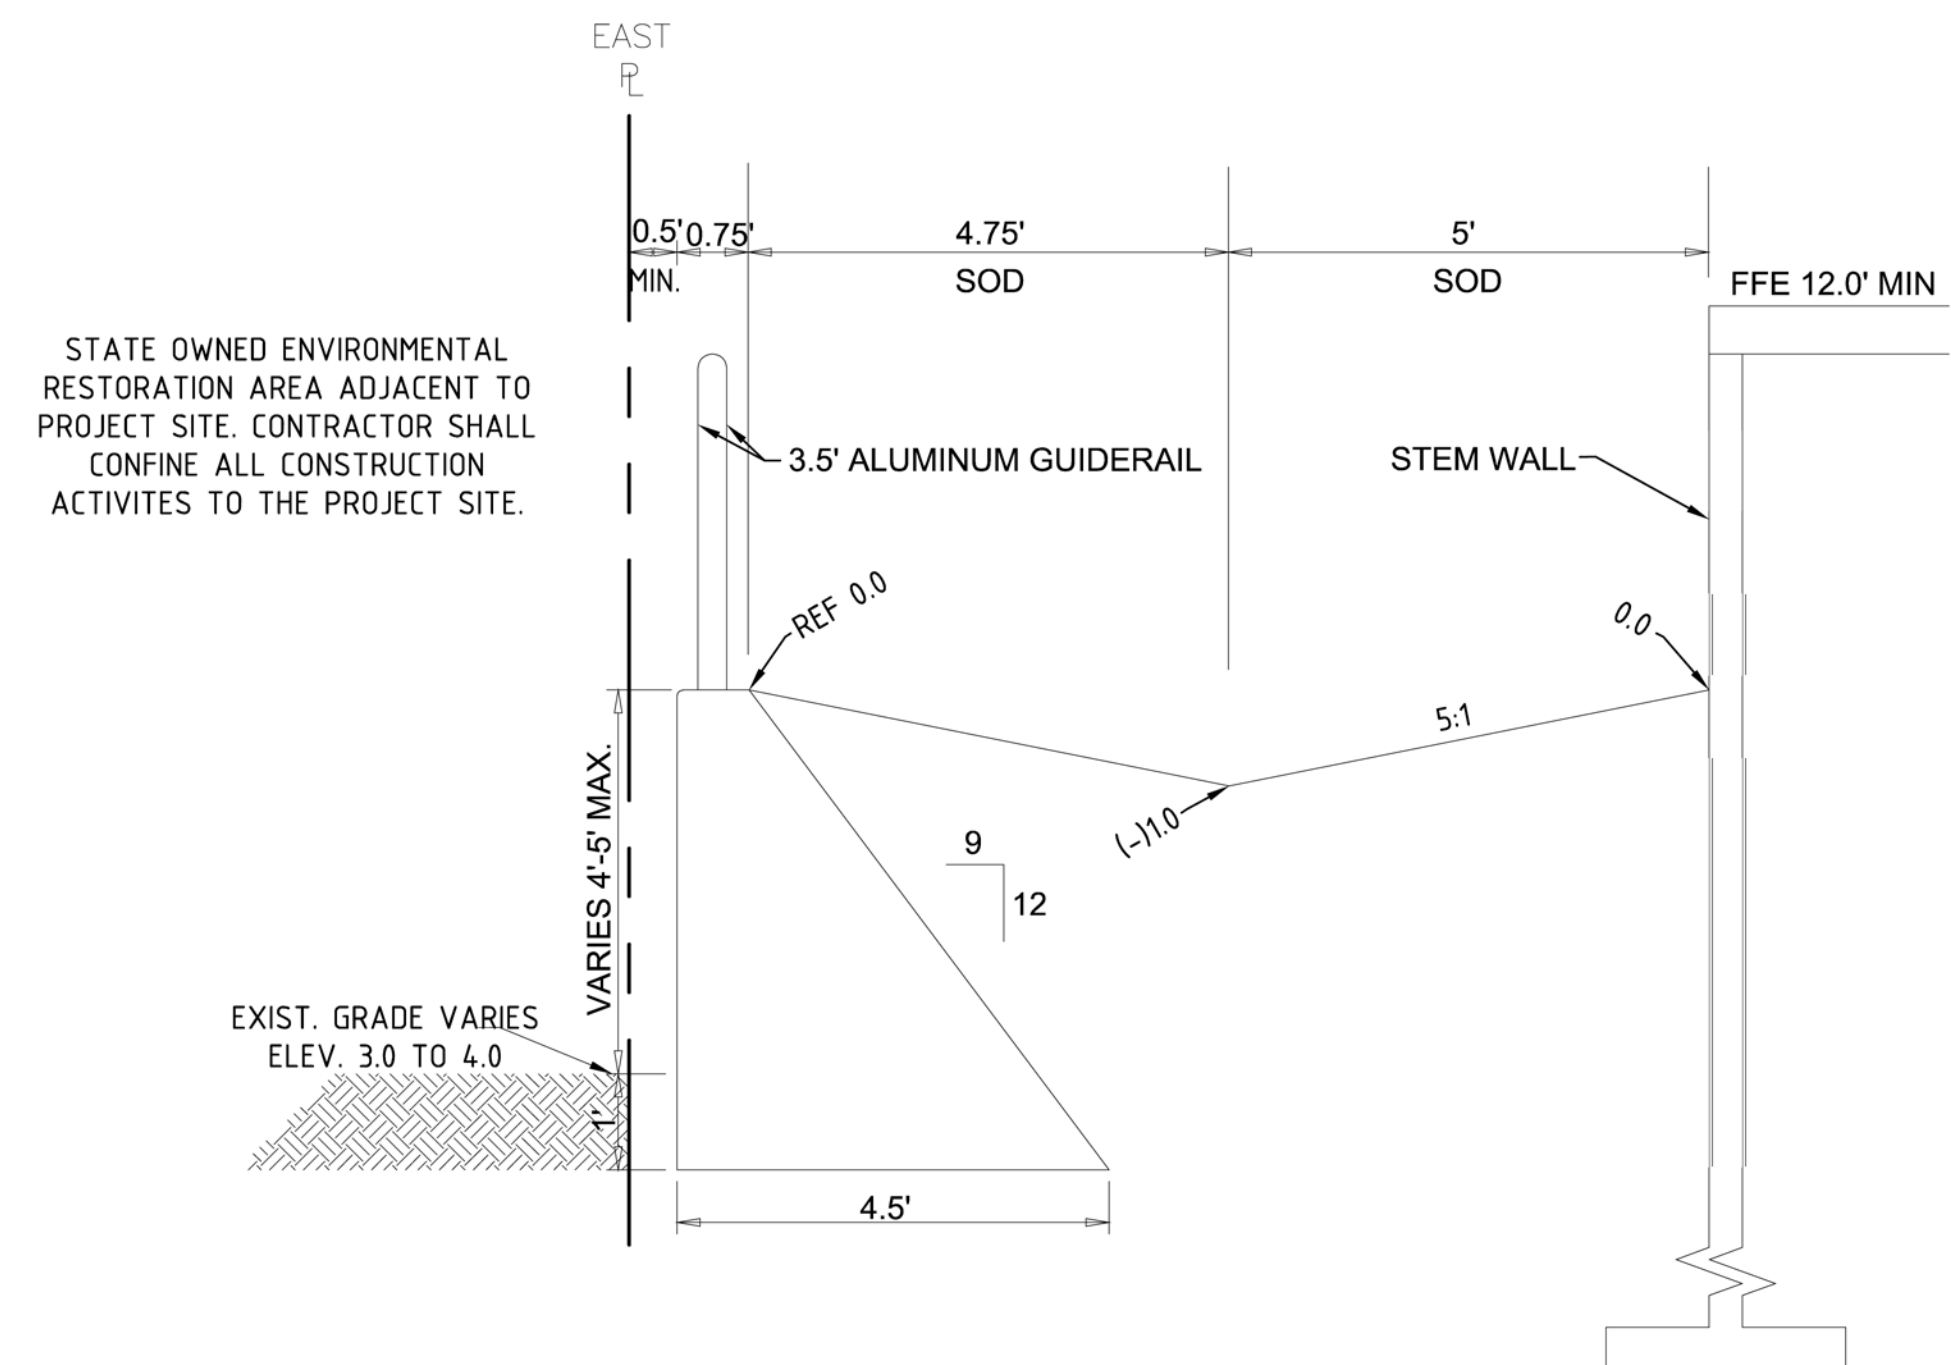 EAST
PL
0.5'
0.75'
4.75'
5'
MIN.
SOD
SOD
FFE 12.0' MIN
STATE OWNED ENVIRONMENTAL
RESTORATION AREA ADJACENT TO
PROJECT SITE. CONTRACTOR SHALL
CONFINE ALL CONSTRUCTION
ACTIVITES TO THE PROJECT SITE.
3.5' ALUMINUM GUIDERAIL
STEM WALL
REF 0.0
0.0
5:1
(-)1.0
VARIES 4'-5' MAX.
9
12
EXIST. GRADE VARIES
ELEV. 3.0 TO 4.0
1'
4.5'